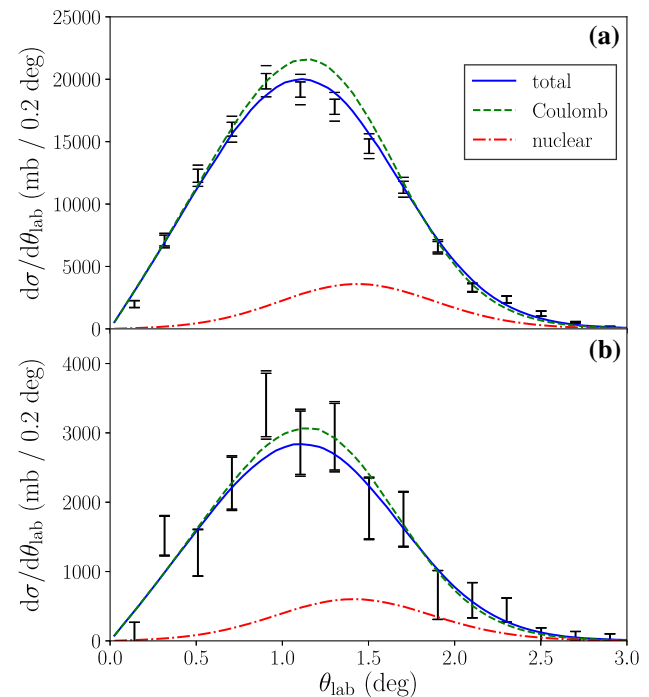 25000
20000
15000
10000
5000
0
dσ/dθlab (mb / 0.2 deg)
(a)
total
Coulomb
nuclear
4000
3000
2000
1000
0
dσ/dθlab (mb / 0.2 deg)
(b)
0.0 0.5 1.0 1.5 2.0 2.5 3.0
θlab (deg)